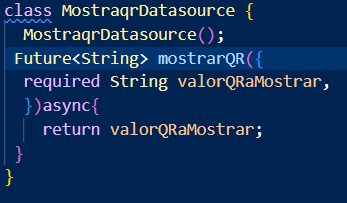 class MostraqrDatasource {
MostraqrDatasource();
Future<String> mostrarQR({
required String valorQRaMostrar,
})async{
return valorQRaMostrar;
}
}